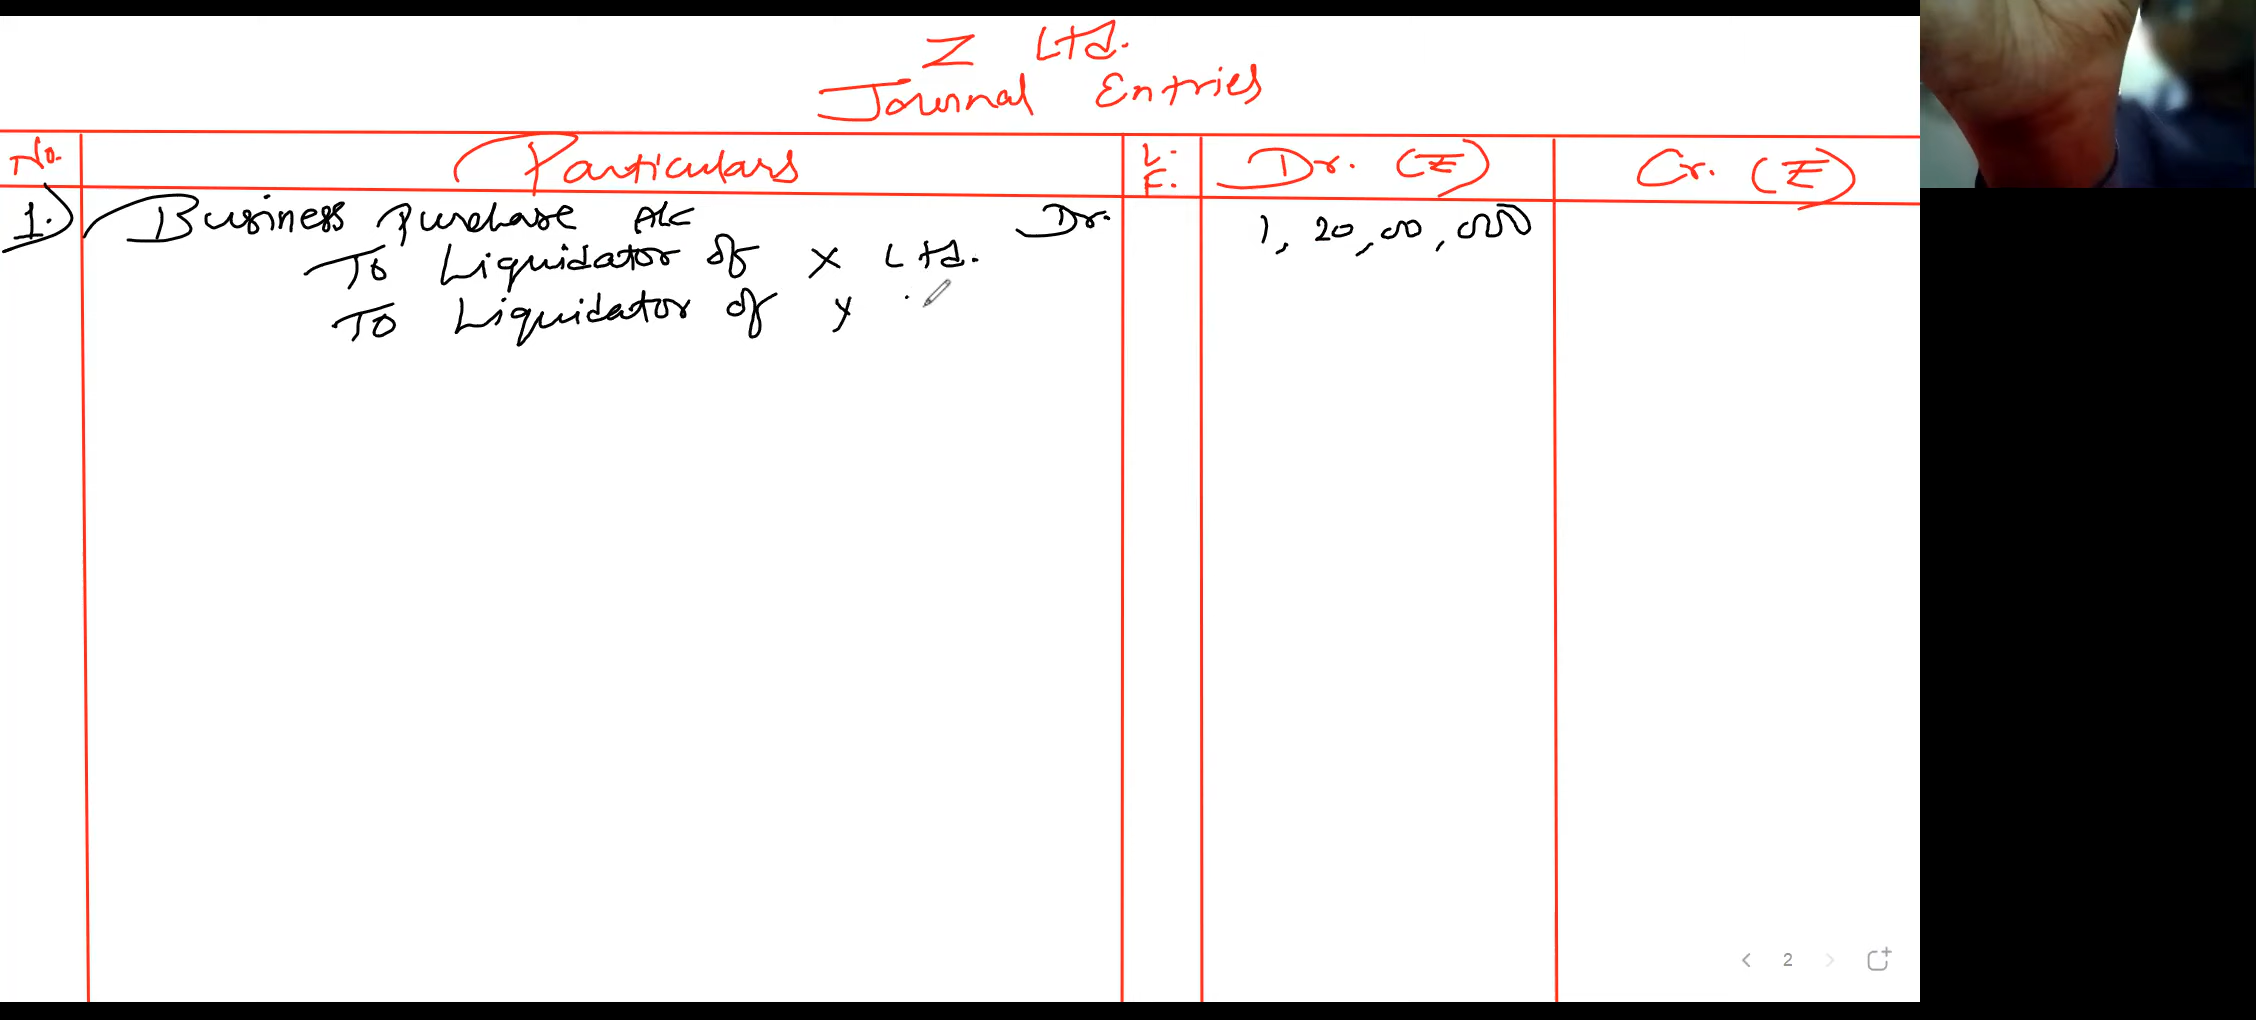 Z Ltd.
Journal Entries
No. Particulars L.F. Dr. (₹) Cr. (₹)
1.) Business Purchase A/c Dr. 1,20,00,000
To Liquidator of X Ltd.
To Liquidator of Y
2